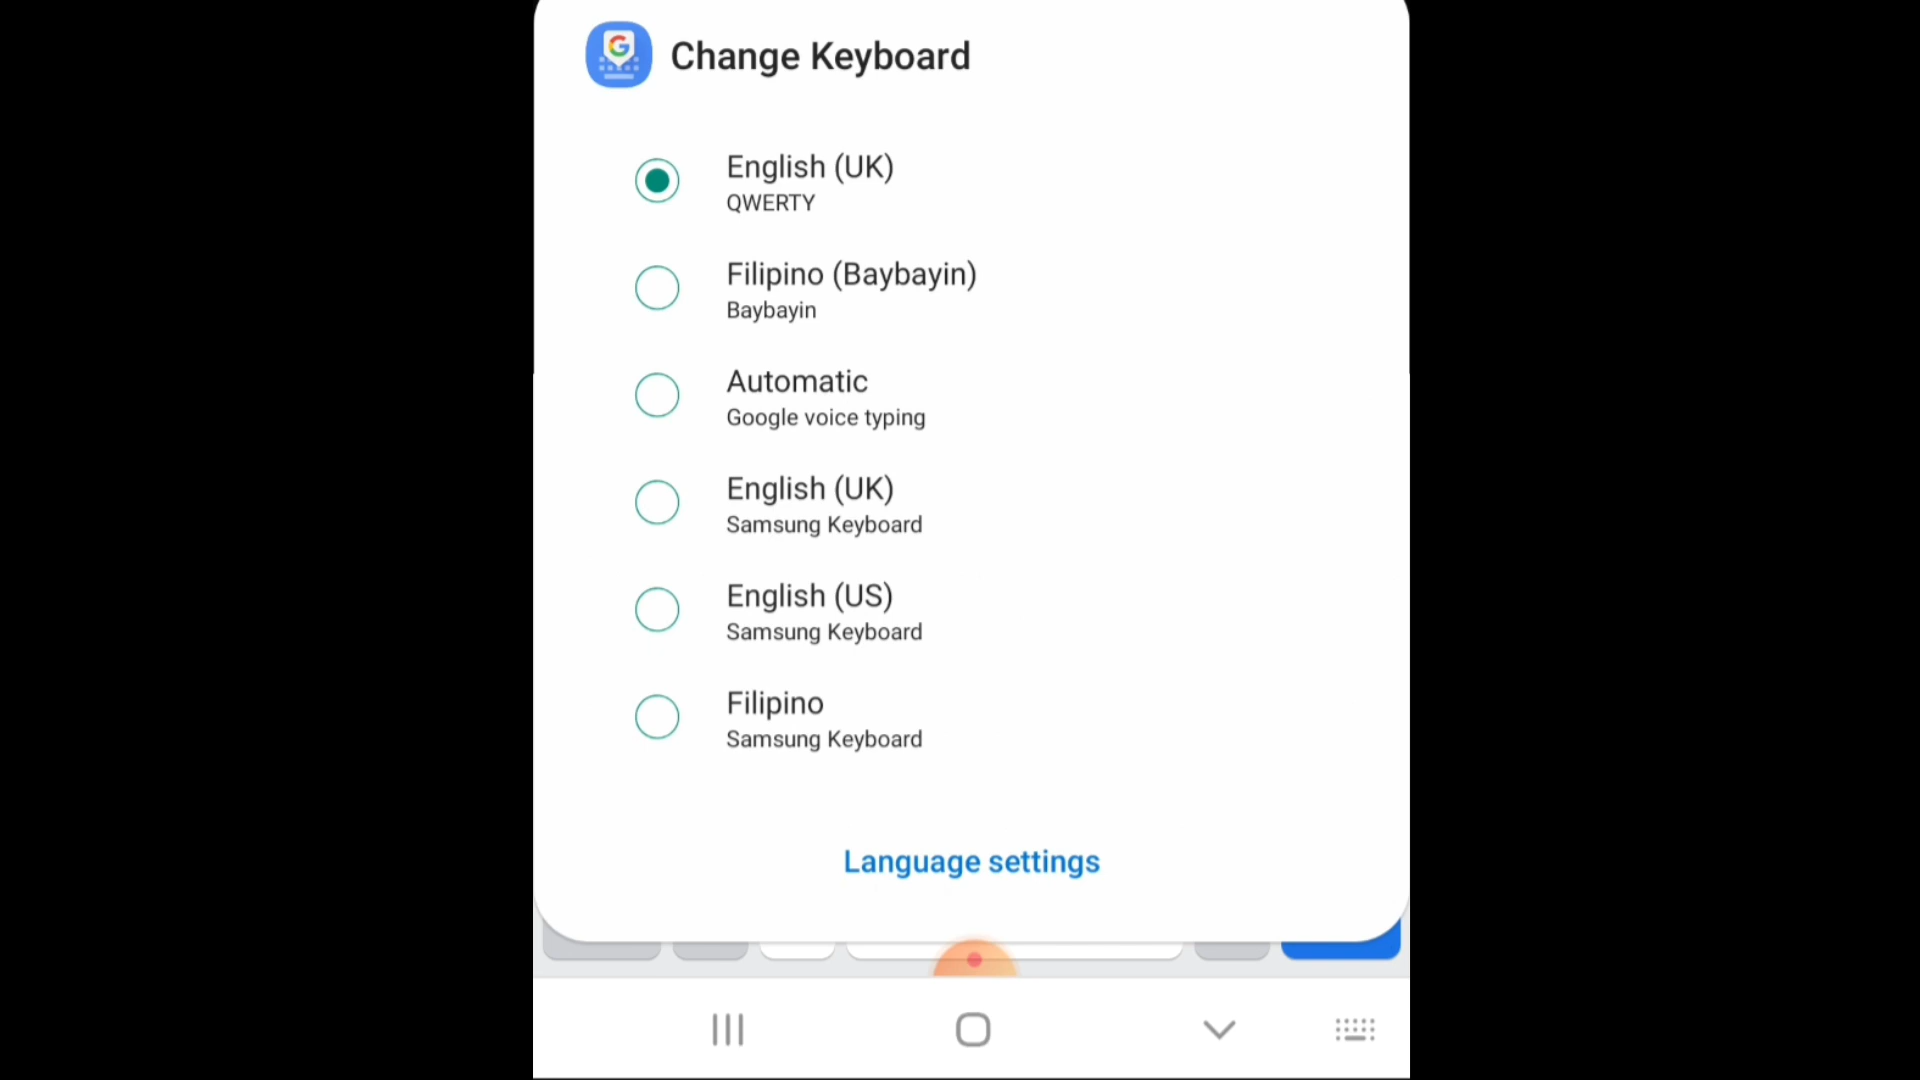 Change Keyboard
English (UK)
QWERTY
Filipino (Baybayin)
Baybayin
Automatic
Google voice typing
English (UK)
Samsung Keyboard
English (US)
Samsung Keyboard
Filipino
Samsung Keyboard
Language settings